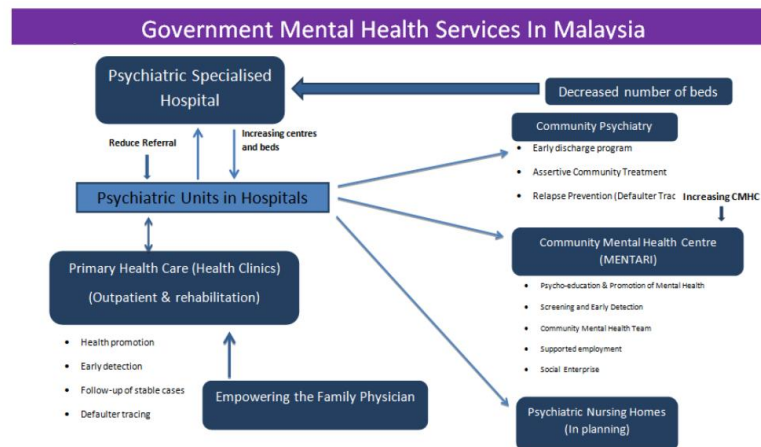 Government Mental Health Services In Malaysia
Psychiatric Specialised
Hospital
Decreased number of beds
Reduce Referral
Increasing centres
and beds
Psychiatric Units in Hospitals
Community Psychiatry
• Early discharge program
• Assertive Community Treatment
• Relapse Prevention (Defaulter Trac
Increasing CMHC
Community Mental Health Centre
(MENTARI)
• Psycho-education & Promotion of Mental Health
• Screening and Early Detection
• Community Mental Health Team
• Supported employment
• Social Enterprise
Primary Health Care (Health Clinics)
(Outpatient & rehabilitation)
• Health promotion
• Early detection
• Follow-up of stable cases
• Defaulter tracing
Empowering the Family Physician
Psychiatric Nursing Homes
(In planning)